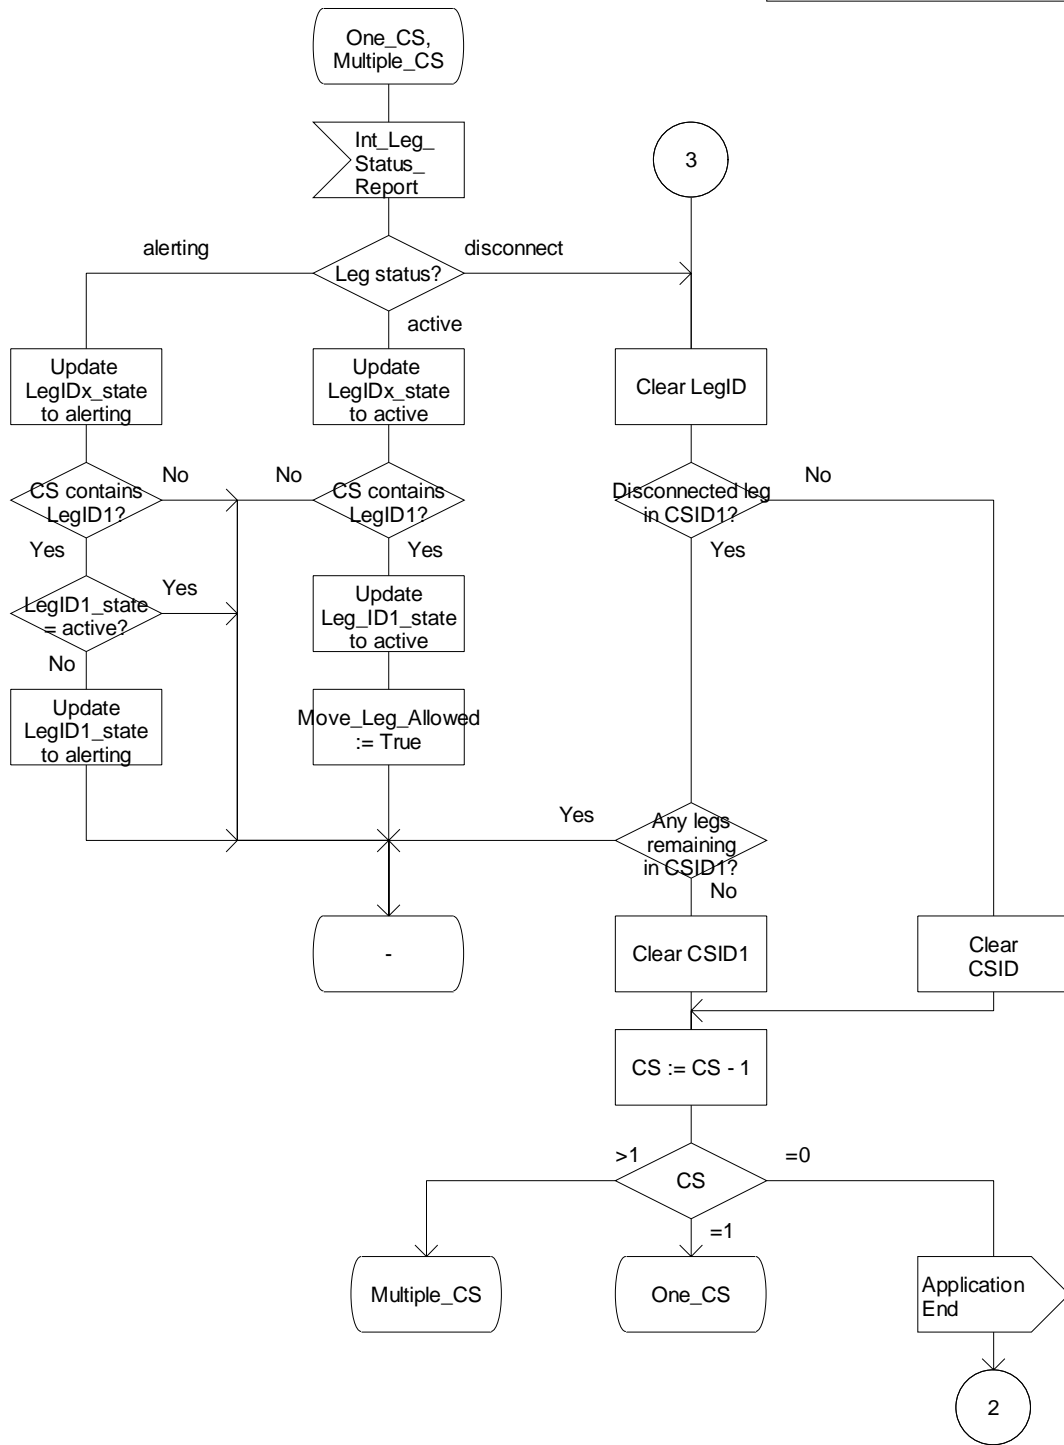 One_CS,
Multiple_CS
Int_Leg_
Status_
Report
3
alerting
Leg status?
disconnect
active
Update
LegIDx_state
to alerting
Update
LegIDx_state
to active
Clear LegID
CS contains
LegID1?
No
No
CS contains
LegID1?
Disconnected leg
in CSID1?
No
Yes
Yes
Yes
LegID1_state
= active?
Yes
Update
Leg_ID1_state
to active
No
Update
LegID1_state
to alerting
Move_Leg_Allowed
:= True
Yes
Any legs
remaining
in CSID1?
No
-
Clear CSID1
Clear
CSID
CS := CS - 1
>1
CS
=0
=1
Multiple_CS
One_CS
Application
End
2